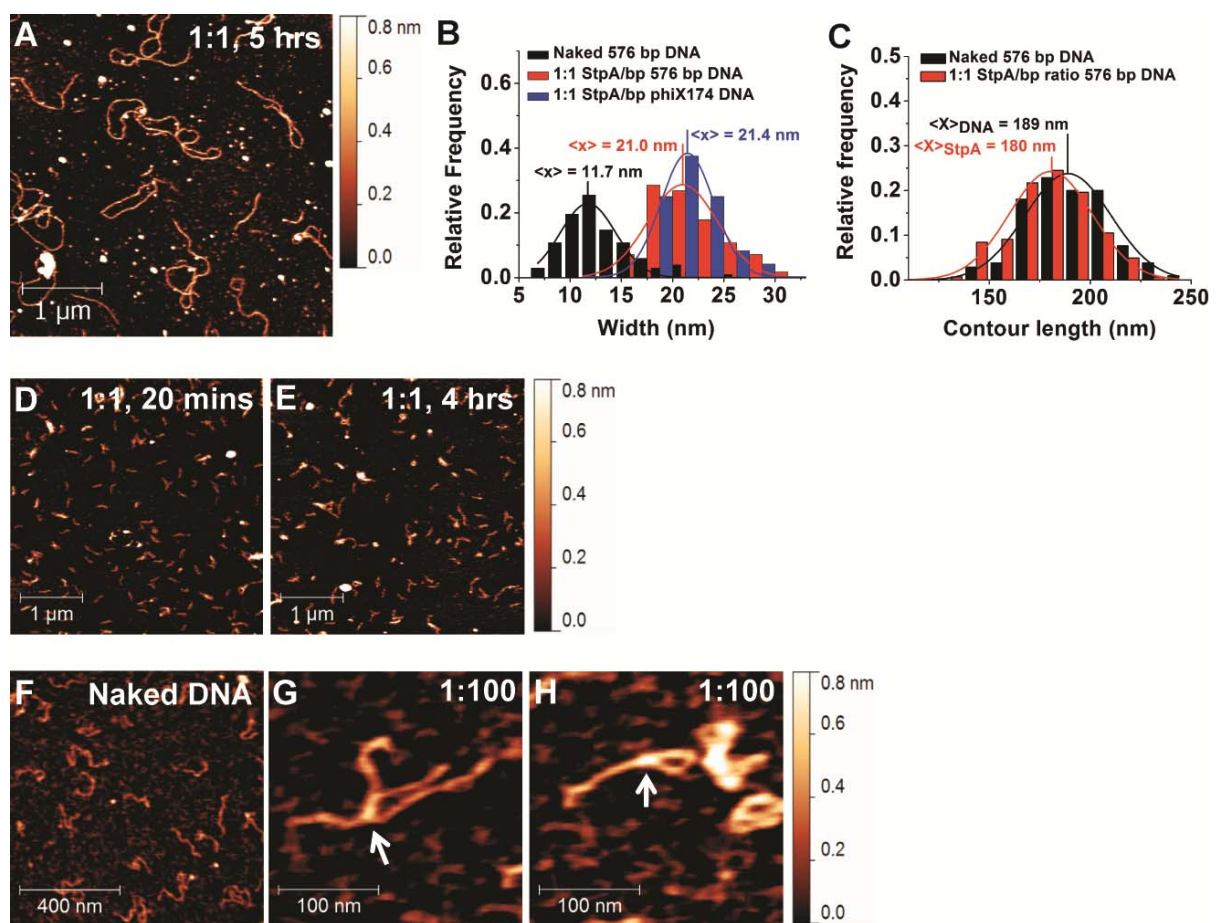 A
1:1, 5 hrs
0.8 nm
0.6
0.4
0.2
0.0
1 µm
B
Naked 576 bp DNA
1:1 StpA/bp 576 bp DNA
1:1 StpA/bp phiX174 DNA
<x> = 21.4 nm
<x> = 21.0 nm
<x> = 11.7 nm
Relative Frequency
0.6
0.4
0.2
0.0
5 10 15 20 25 30
Width (nm)
C
Naked 576 bp DNA
1:1 StpA/bp ratio 576 bp DNA
<X>DNA = 189 nm
<X>StpA = 180 nm
Relative frequency
0.5
0.4
0.3
0.2
0.1
0.0
150 200 250
Contour length (nm)
D
1:1, 20 mins
1 µm
E
1:1, 4 hrs
1 µm
0.8 nm
0.6
0.4
0.2
0.0
F
Naked DNA
400 nm
G
1:100
100 nm
H
1:100
100 nm
0.8 nm
0.6
0.4
0.2
0.0